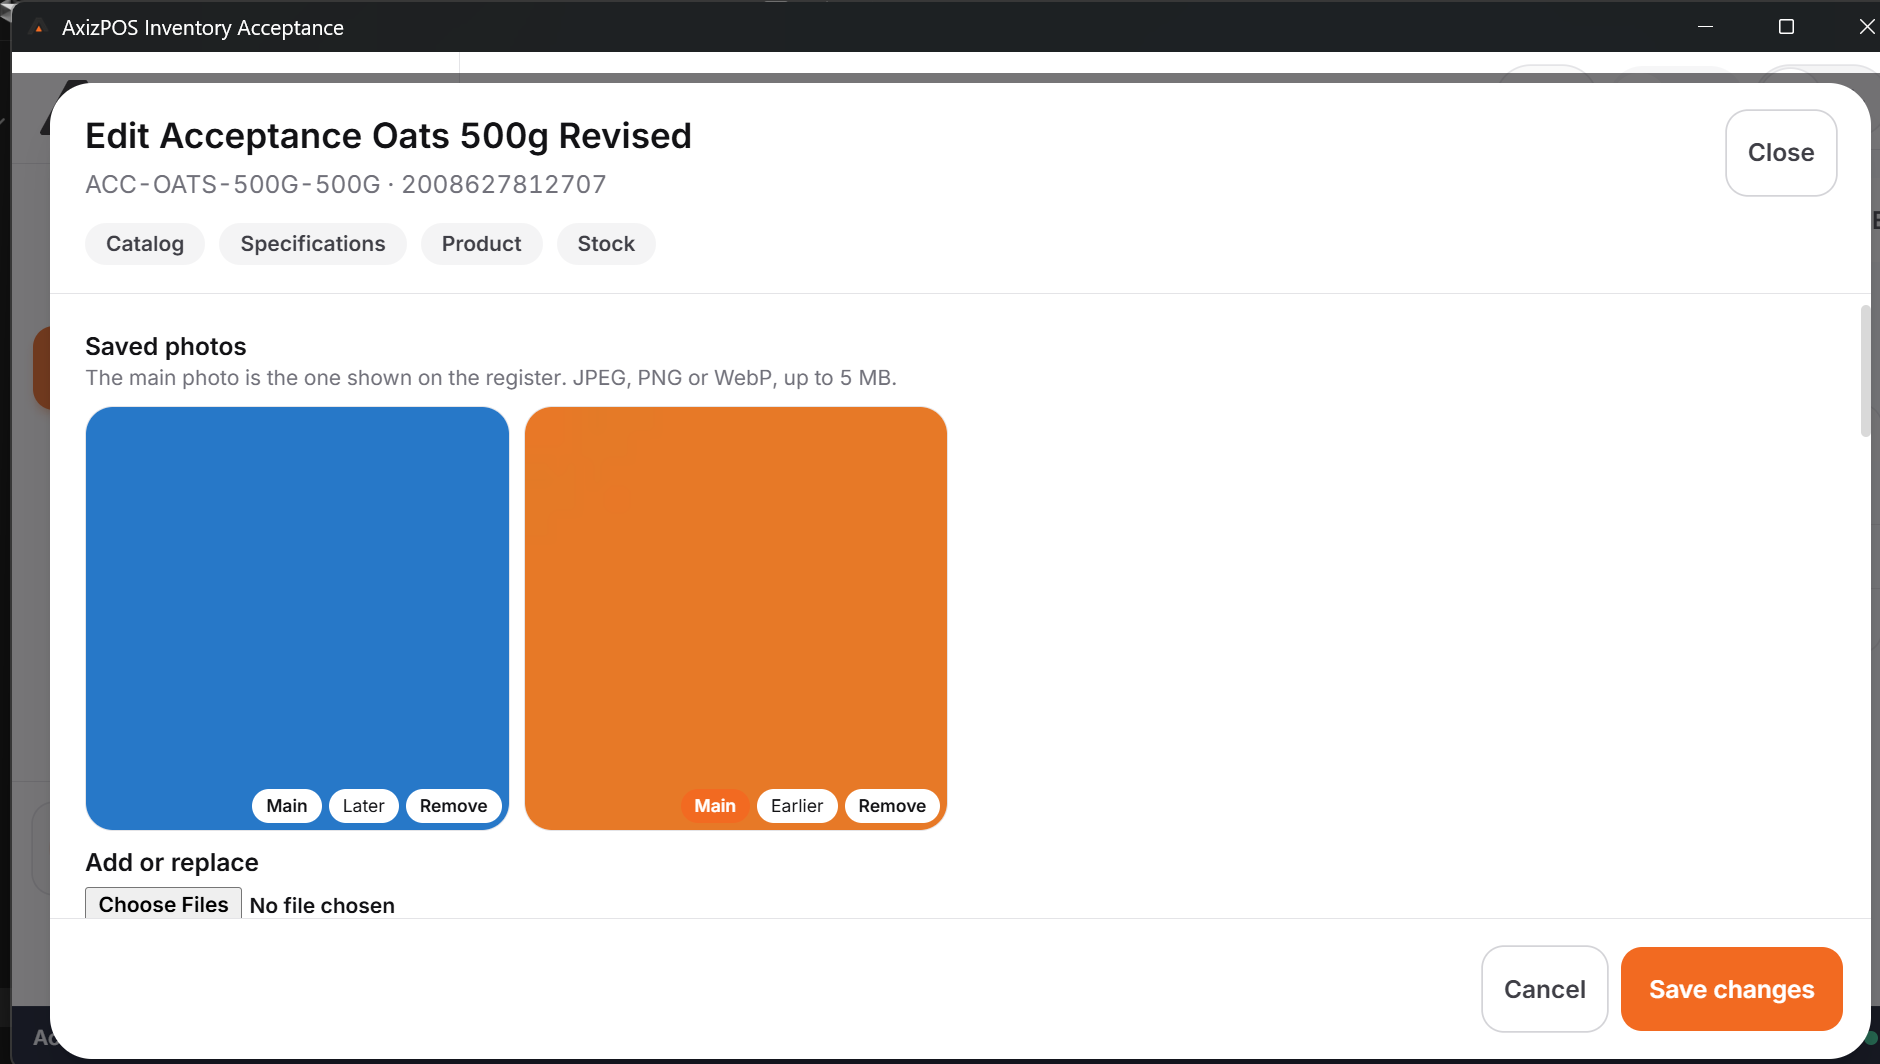 AxizPOS Inventory Acceptance
Edit Acceptance Oats 500g Revised
Close
ACC-OATS-500G-500G · 2008627812707
Catalog Specifications Product Stock
Saved photos
The main photo is the one shown on the register. JPEG, PNG or WebP, up to 5 MB.
Main Later Remove Main Earlier Remove
Add or replace
Choose Files No file chosen
Cancel Save changes